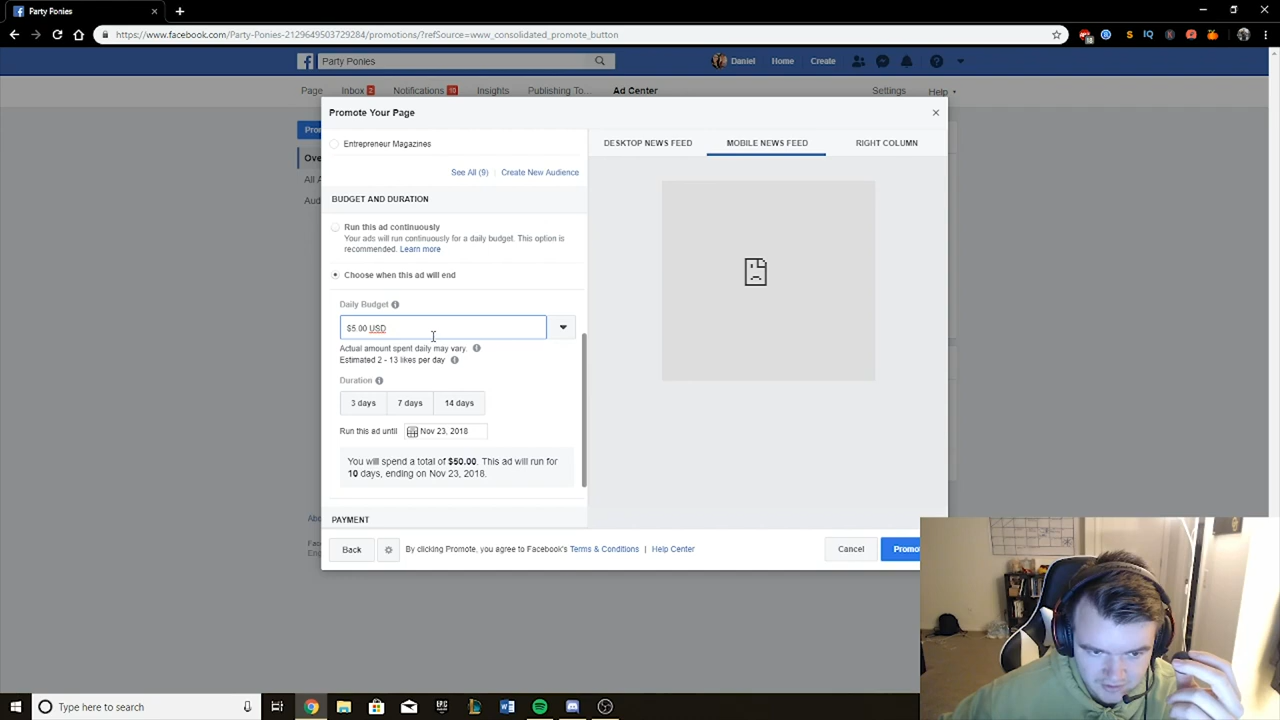 Party Ponies
https://www.facebook.com/Party-Ponies-2129649503729284/promotions/?refSource=www_consolidated_promote_button
Party Ponies
Daniel
Home
Create
Page
Inbox 2
Notifications 10
Insights
Publishing To...
Ad Center
Settings
Help
Promote Your Page
Entrepreneur Magazines
See All (9) | Create New Audience
BUDGET AND DURATION
Run this ad continuously
Your ads will run continuously for a daily budget. This option is
recommended. Learn more
Choose when this ad will end
Daily Budget
$5.00 USD
Actual amount spent daily may vary.
Estimated 2 - 13 likes per day
Duration
3 days
7 days
14 days
Run this ad until
Nov 23, 2018
You will spend a total of $50.00. This ad will run for
10 days, ending on Nov 23, 2018.
PAYMENT
DESKTOP NEWS FEED
MOBILE NEWS FEED
RIGHT COLUMN
Back
By clicking Promote, you agree to Facebook's Terms & Conditions | Help Center
Cancel
Promo
Type here to search